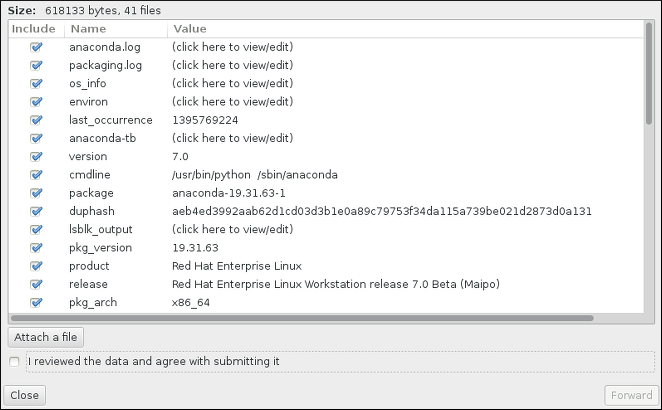 Size: 618133 bytes, 41 files
Include Name Value
anaconda.log (click here to view/edit)
packaging.log (click here to view/edit)
os_info (click here to view/edit)
environ (click here to view/edit)
last_occurrence 1395769224
anaconda-tb (click here to view/edit)
version 7.0
cmdline /usr/bin/python /sbin/anaconda
package anaconda-19.31.63-1
duphash aeb4ed3992aab62d1cd03d3b1e0a89c79753f34da115a739be021d2873d0a131
lsblk_output (click here to view/edit)
pkg_version 19.31.63
product Red Hat Enterprise Linux
release Red Hat Enterprise Linux Workstation release 7.0 Beta (Maipo)
pkg_arch x86_64
Attach a file
I reviewed the data and agree with submitting it
Close Forward